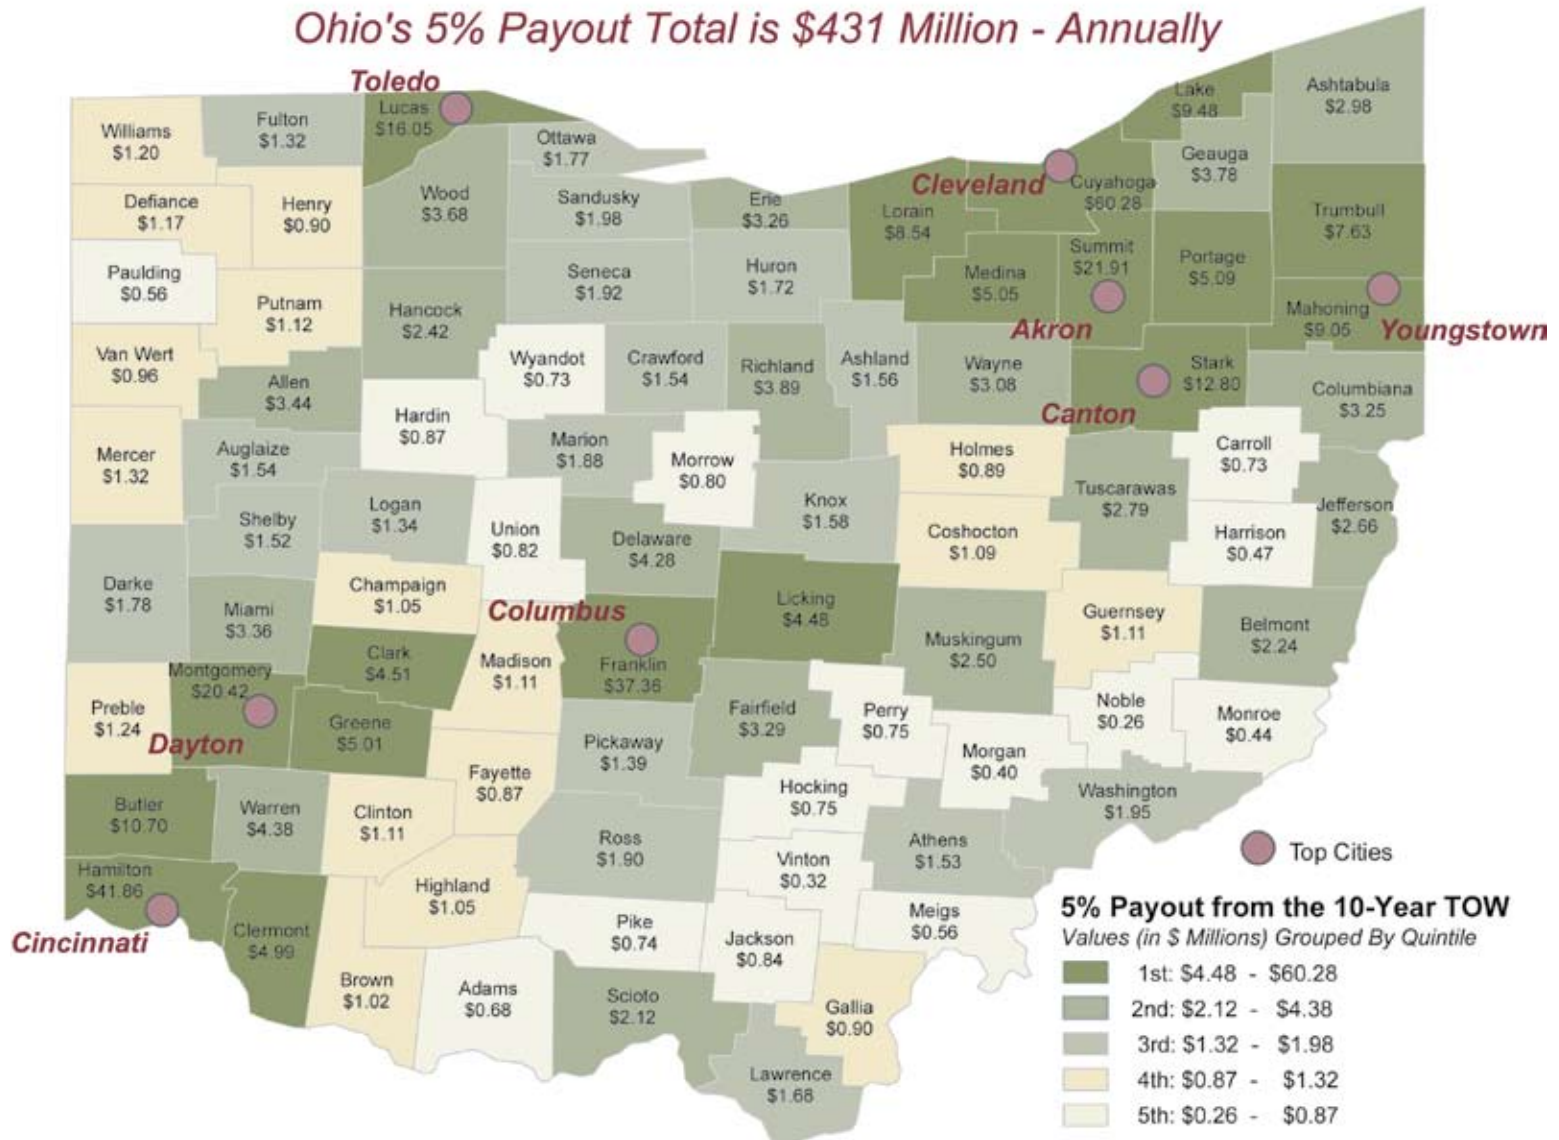 Ohio's 5% Payout Total is $431 Million - Annually
Toledo
Lucas
$16.05
Williams
$1.20
Fulton
$1.32
Ottawa
$1.77
Lake
$9.48
Ashtabula
$2.98
Geauga
$3.78
Cleveland
Cuyahoga
$60.28
Defiance
$1.17
Henry
$0.90
Wood
$3.68
Sandusky
$1.98
Erie
$3.26
Lorain
$8.54
Trumbull
$7.63
Paulding
$0.56
Putnam
$1.12
Hancock
$2.42
Seneca
$1.92
Huron
$1.72
Medina
$5.05
Summit
$21.91
Portage
$5.09
Akron
Mahoning
$9.05
Youngstown
Van Wert
$0.96
Allen
$3.44
Wyandot
$0.73
Crawford
$1.54
Richland
$3.89
Ashland
$1.56
Wayne
$3.08
Stark
$12.80
Canton
Columbiana
$3.25
Hardin
$0.87
Mercer
$1.32
Auglaize
$1.54
Marion
$1.88
Morrow
$0.80
Holmes
$0.89
Carroll
$0.73
Tuscarawas
$2.79
Jefferson
$2.66
Shelby
$1.52
Logan
$1.34
Union
$0.82
Delaware
$4.28
Knox
$1.58
Coshocton
$1.09
Harrison
$0.47
Darke
$1.78
Miami
$3.36
Champaign
$1.05
Columbus
Franklin
$37.36
Licking
$4.48
Muskingum
$2.50
Guernsey
$1.11
Belmont
$2.24
Clark
$4.51
Madison
$1.11
Montgomery
$20.42
Dayton
Preble
$1.24
Greene
$5.01
Fairfield
$3.29
Perry
$0.75
Noble
$0.26
Monroe
$0.44
Pickaway
$1.39
Morgan
$0.40
Fayette
$0.87
Hocking
$0.75
Washington
$1.95
Butler
$10.70
Warren
$4.38
Clinton
$1.11
Ross
$1.90
Vinton
$0.32
Athens
$1.53
Hamilton
$41.86
Cincinnati
Clermont
$4.99
Highland
$1.05
Pike
$0.74
Jackson
$0.84
Meigs
$0.56
Brown
$1.02
Adams
$0.68
Scioto
$2.12
Gallia
$0.90
Lawrence
$1.68
Top Cities
5% Payout from the 10-Year TOW
Values (in $ Millions) Grouped By Quintile
1st: $4.48 - $60.28
2nd: $2.12 - $4.38
3rd: $1.32 - $1.98
4th: $0.87 - $1.32
5th: $0.26 - $0.87